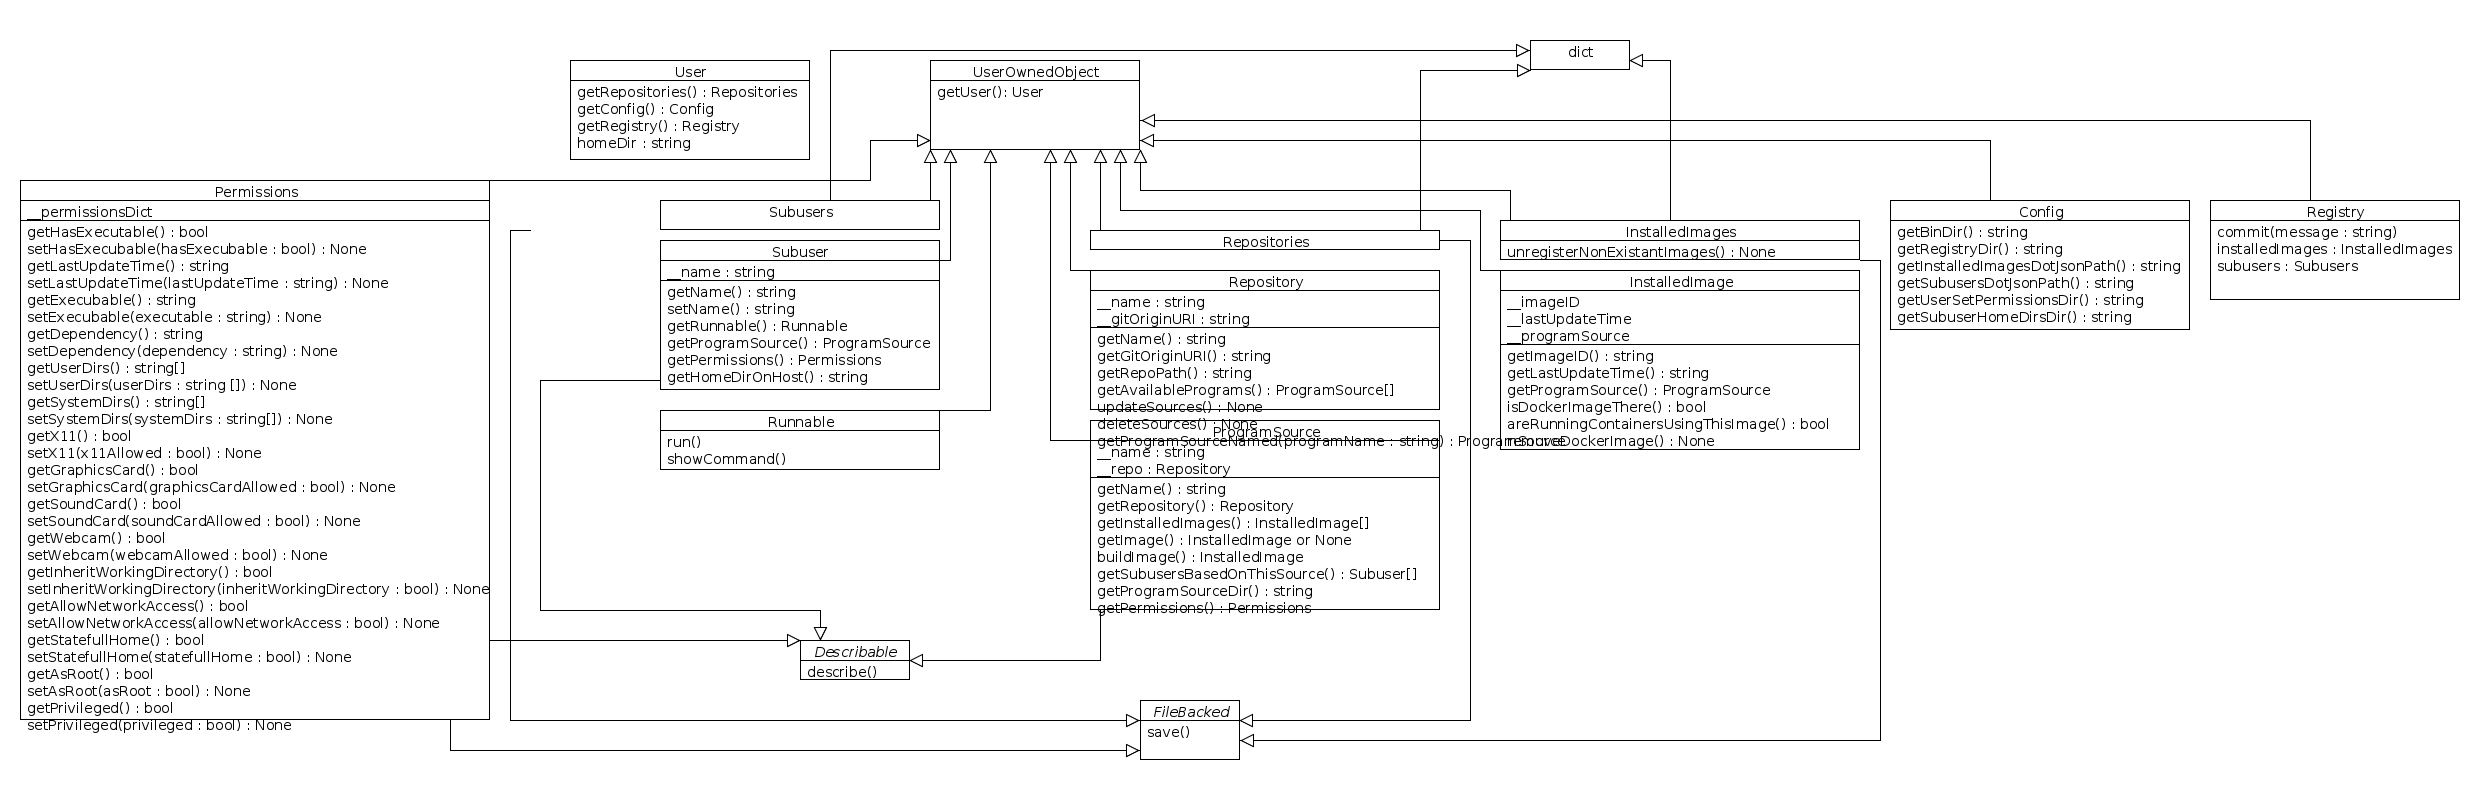 dict
User
getRepositories() : Repositories
getConfig() : Config
getRegistry() : Registry
homeDir : string
UserOwnedObject
getUser(): User
Permissions
__permissionsDict
getHasExecutable() : bool
setHasExecubable(hasExecubable : bool) : None
getLastUpdateTime() : string
setLastUpdateTime(lastUpdateTime : string) : None
getExecubable() : string
setExecubable(executable : string) : None
getDependency() : string
setDependency(dependency : string) : None
getUserDirs() : string[]
setUserDirs(userDirs : string []) : None
getSystemDirs() : string[]
setSystemDirs(systemDirs : string[]) : None
getX11() : bool
setX11(x11Allowed : bool) : None
getGraphicsCard() : bool
setGraphicsCard(graphicsCardAllowed : bool) : None
getSoundCard() : bool
setSoundCard(soundCardAllowed : bool) : None
getWebcam() : bool
setWebcam(webcamAllowed : bool) : None
getInheritWorkingDirectory() : bool
setInheritWorkingDirectory(inheritWorkingDirectory : bool) : None
getAllowNetworkAccess() : bool
setAllowNetworkAccess(allowNetworkAccess : bool) : None
getStatefullHome() : bool
setStatefullHome(statefullHome : bool) : None
getAsRoot() : bool
setAsRoot(asRoot : bool) : None
getPrivileged() : bool
setPrivileged(privileged : bool) : None
Subusers
Subuser
__name : string
getName() : string
setName() : string
getRunnable() : Runnable
getProgramSource() : ProgramSource
getPermissions() : Permissions
getHomeDirOnHost() : string
Runnable
run()
showCommand()
Repositories
Repository
__name : string
__gitOriginURI : string
getName() : string
getGitOriginURI() : string
getRepoPath() : string
getAvailablePrograms() : ProgramSource[]
updateSources() : None
deleteSources() : None
getProgramSourceNamed(programName : string) : ProgramSource
ProgramSource
__name : string
__repo : Repository
getName() : string
getRepository() : Repository
getInstalledImages() : InstalledImage[]
getImage() : InstalledImage or None
buildImage() : InstalledImage
getSubusersBasedOnThisSource() : Subuser[]
getProgramSourceDir() : string
getPermissions() : Permissions
InstalledImages
unregisterNonExistantImages() : None
InstalledImage
__imageID
__lastUpdateTime
__programSource
getImageID() : string
getLastUpdateTime() : string
getProgramSource() : ProgramSource
isDockerImageThere() : bool
areRunningContainersUsingThisImage() : bool
removeDockerImage() : None
Config
getBinDir() : string
getRegistryDir() : string
getInstalledImagesDotJsonPath() : string
getSubusersDotJsonPath() : string
getUserSetPermissionsDir() : string
getSubuserHomeDirsDir() : string
Registry
commit(message : string)
installedImages : InstalledImages
subusers : Subusers
Describable
describe()
FileBacked
save()